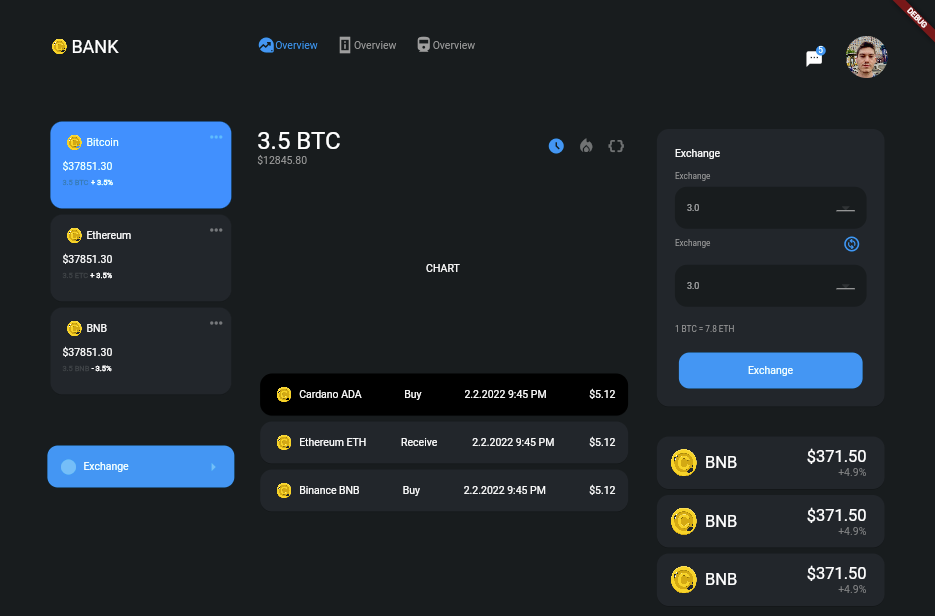 DEBUG
BANK
Overview
Overview
Overview
5
Bitcoin
$37851.30
3.5 BTC + 3.5%
Ethereum
$37851.30
3.5 ETC + 3.5%
BNB
$37851.30
3.5 BNB - 3.5%
Exchange
3.5 BTC
$12845.80
CHART
Cardano ADA Buy 2.2.2022 9:45 PM $5.12
Ethereum ETH Receive 2.2.2022 9:45 PM $5.12
Binance BNB Buy 2.2.2022 9:45 PM $5.12
Exchange
Exchange
3.0
Exchange
3.0
1 BTC = 7.8 ETH
Exchange
BNB $371.50
+4.9%
BNB $371.50
+4.9%
BNB $371.50
+4.9%